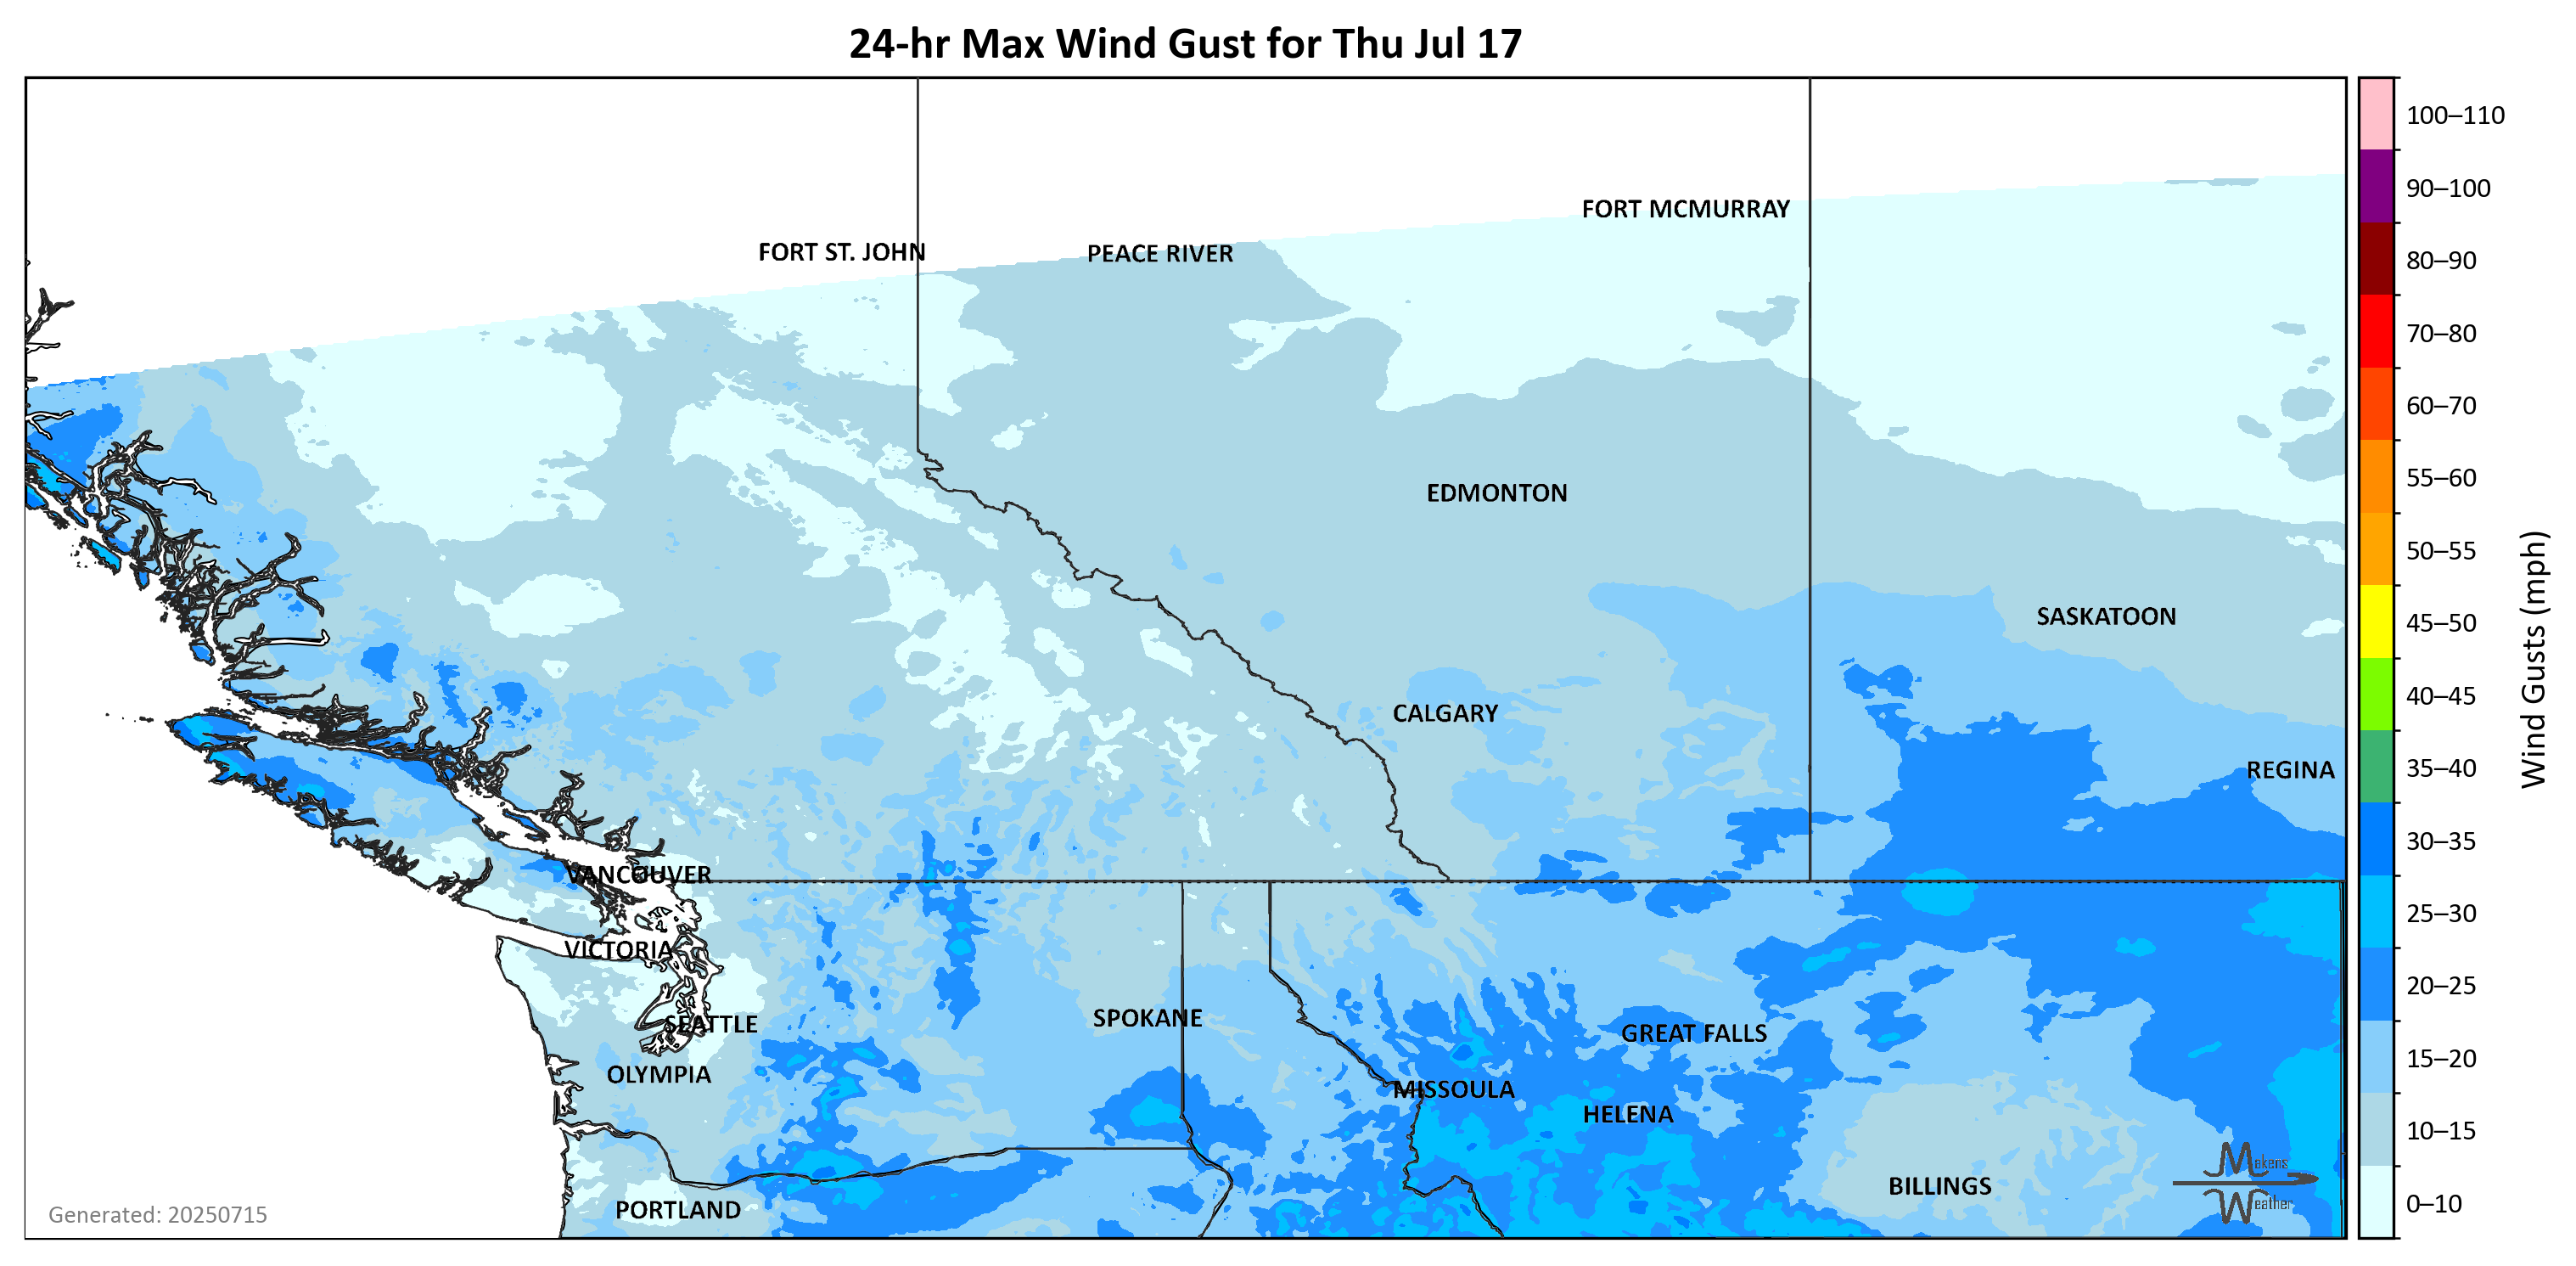 24-hr Max Wind Gust for Thu Jul 17
100–110
90–100
80–90
70–80
60–70
55–60
50–55
45–50
40–45
35–40
30–35
25–30
20–25
15–20
10–15
0–10
Wind Gusts (mph)
FORT MCMURRAY
FORT ST. JOHN
PEACE RIVER
EDMONTON
SASKATOON
CALGARY
REGINA
VANCOUVER
VICTORIA
SEATTLE
SPOKANE
GREAT FALLS
OLYMPIA
MISSOULA
HELENA
BILLINGS
PORTLAND
Makens
Weather
Generated: 20250715